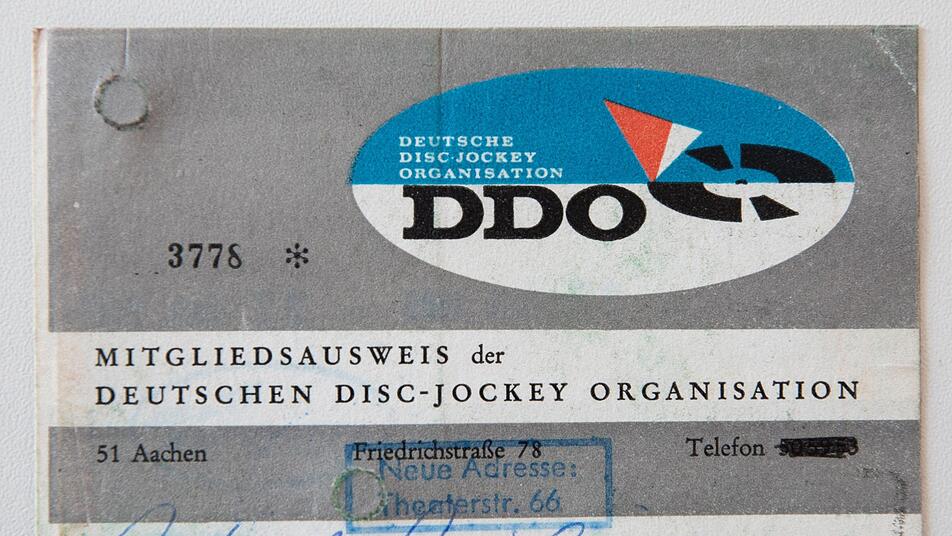 DEUTSCHE
DISC-JOCKEY
ORGANISATION
DDO
3778 *
MITGLIEDSAUSWEIS der
DEUTSCHEN DISC-JOCKEY ORGANISATION
51 Aachen Friedrichstraße 78 Telefon
Neue Adresse:
Theaterstr. 66